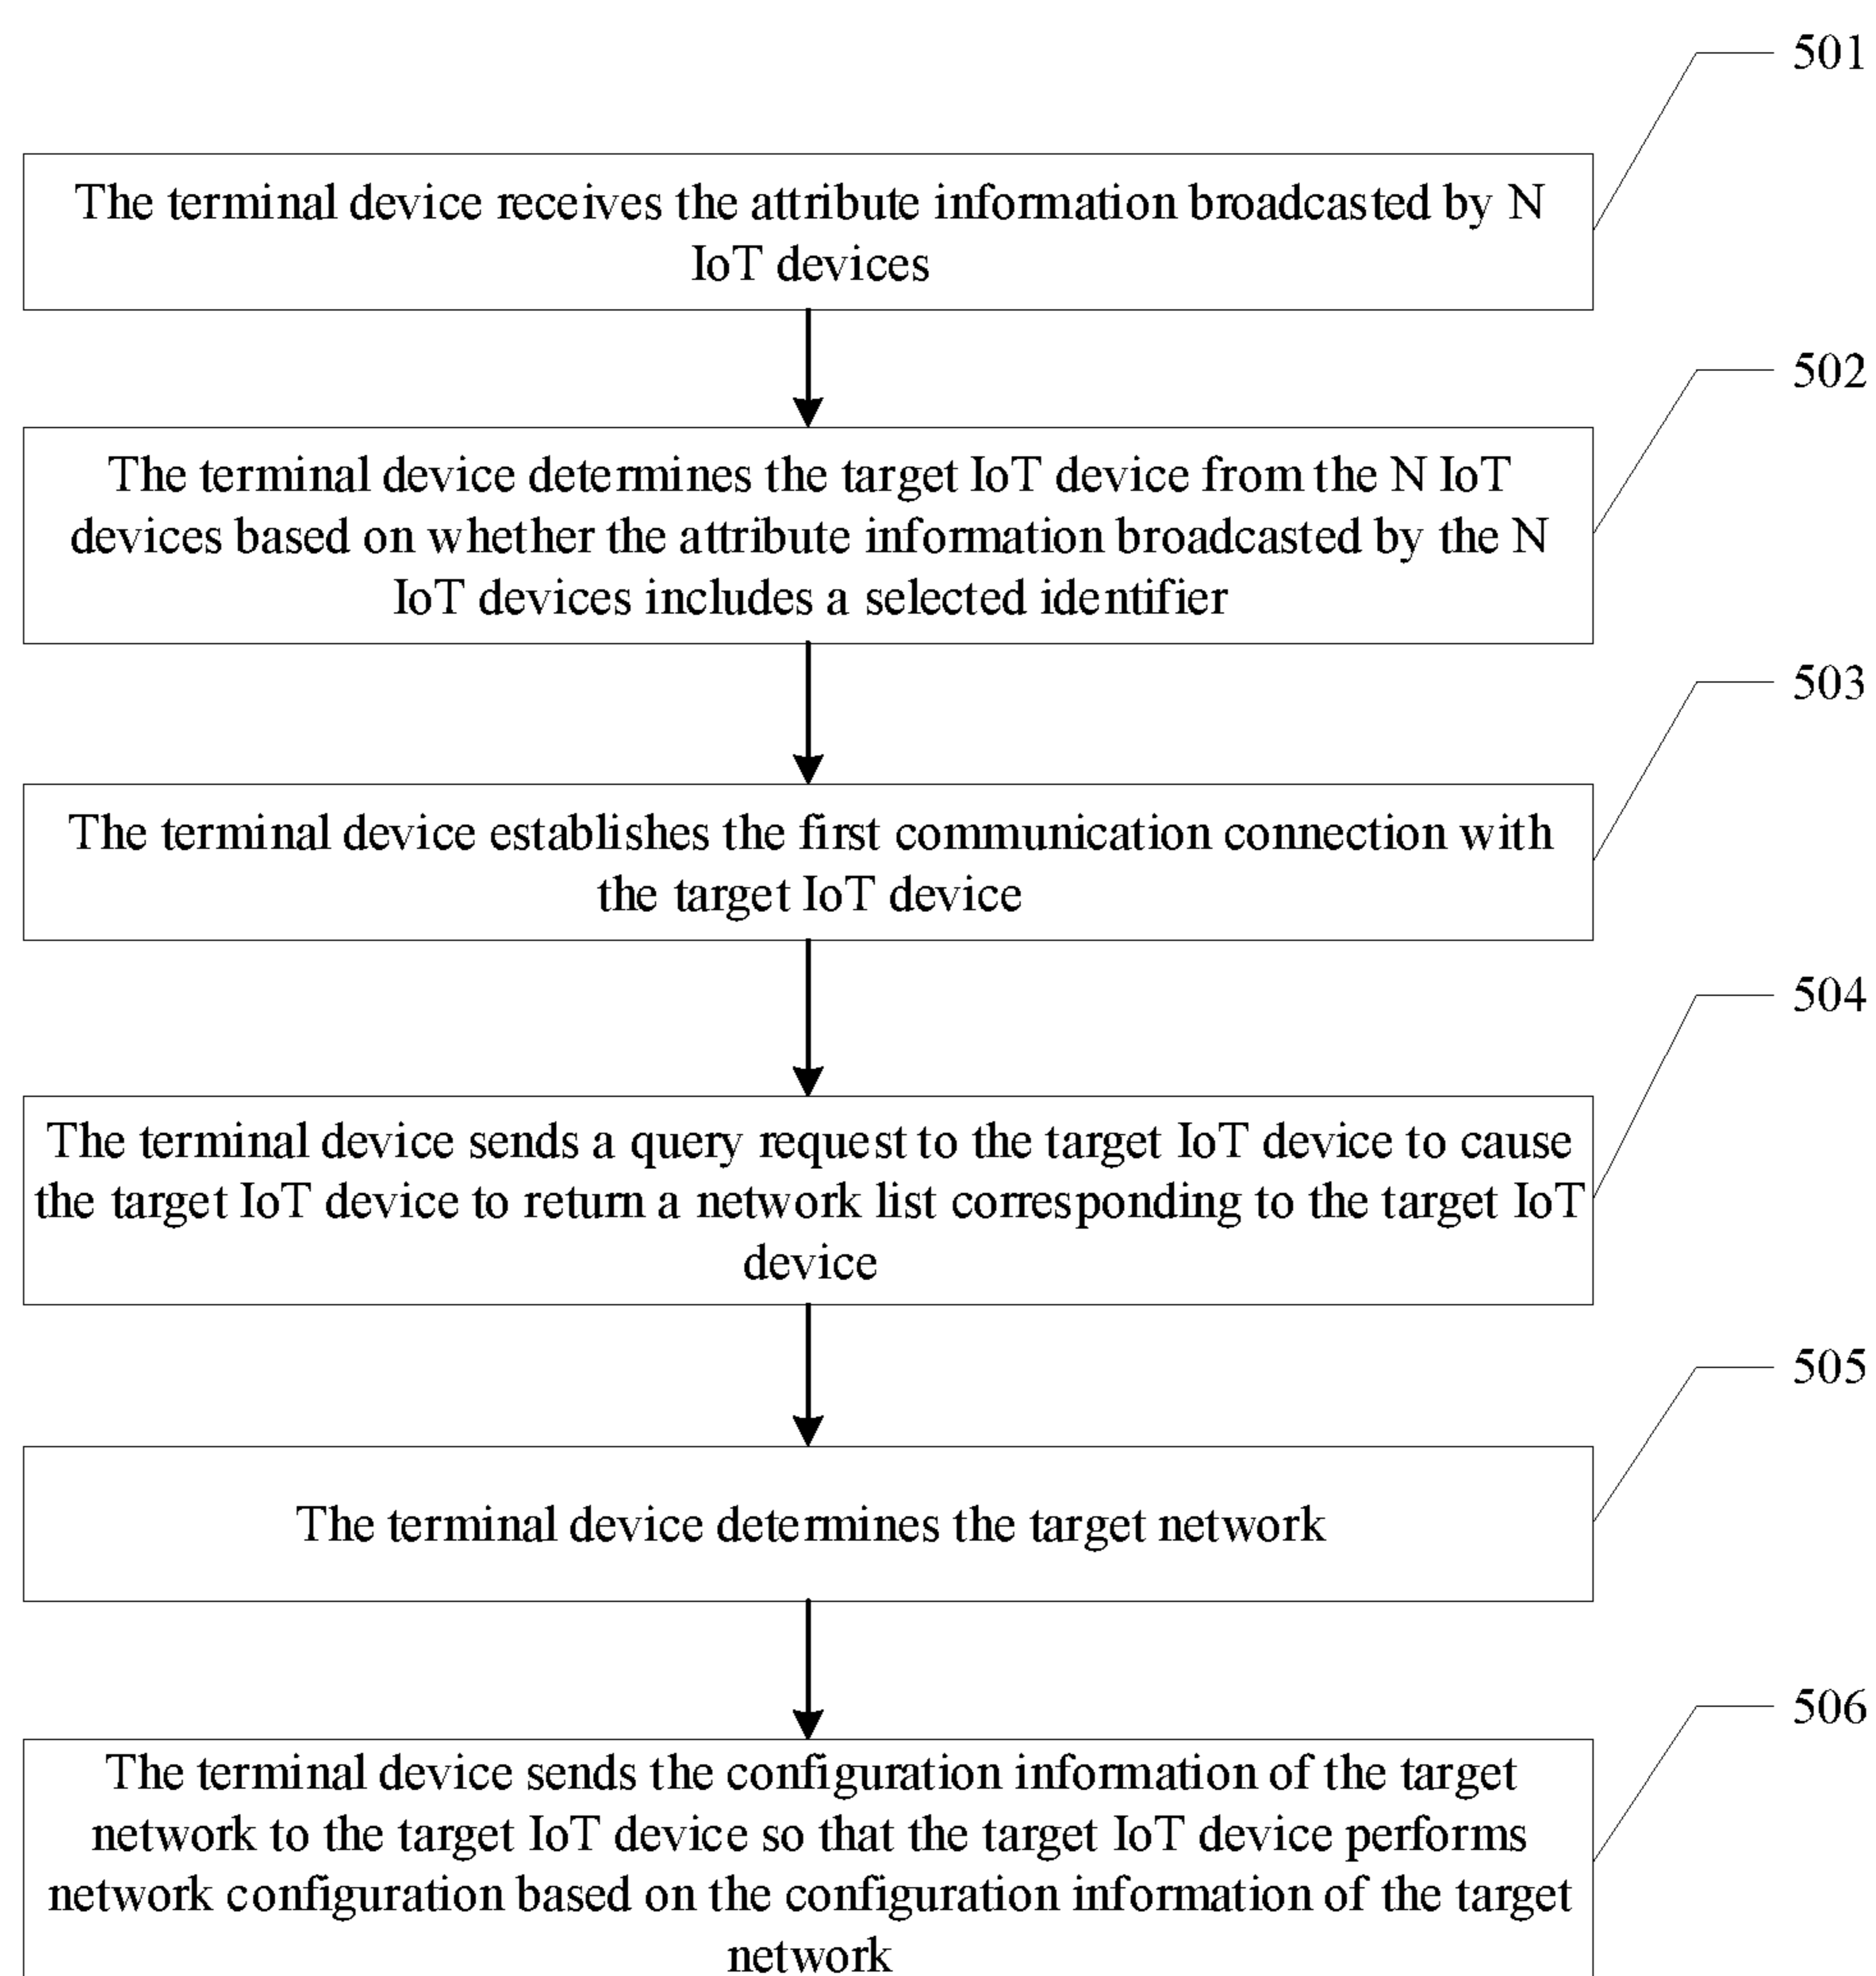 501
The terminal device receives the attribute information broadcasted by N
IoT devices
502
The terminal device determines the target IoT device from the N IoT
devices based on whether the attribute information broadcasted by the N
IoT devices includes a selected identifier
503
The terminal device establishes the first communication connection with
the target IoT device
504
The terminal device sends a query request to the target IoT device to cause
the target IoT device to return a network list corresponding to the target IoT
device
505
The terminal device determines the target network
506
The terminal device sends the configuration information of the target
network to the target IoT device so that the target IoT device performs
network configuration based on the configuration information of the target
network